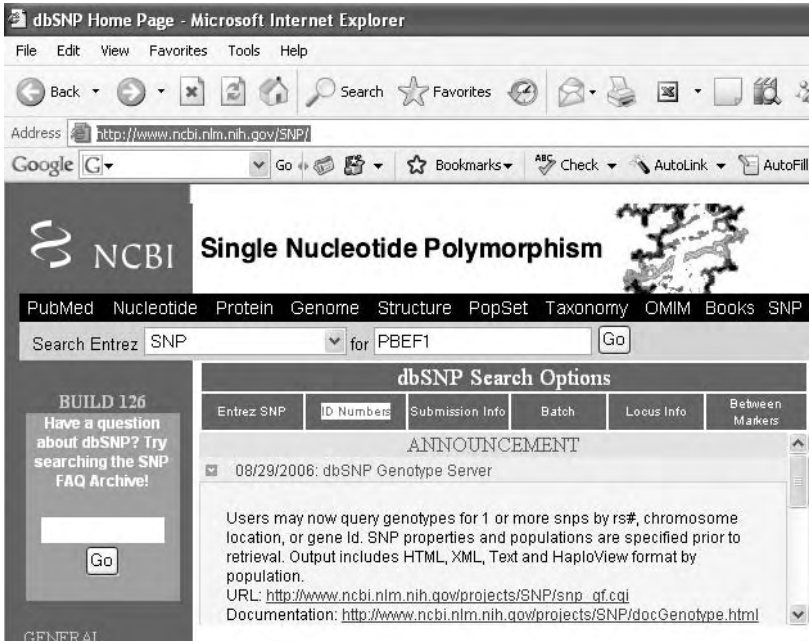 dbSNP Home Page - Microsoft Internet Explorer
File Edit View Favorites Tools Help
Back Search Favorites
Address http://www.ncbi.nlm.nih.gov/SNP/
Google G Go Bookmarks ABC Check AutoLink AutoFill
NCBI Single Nucleotide Polymorphism
PubMed Nucleotide Protein Genome Structure PopSet Taxonomy OMIM Books SNP
Search Entrez SNP for PBEF1 Go
dbSNP Search Options
Entrez SNP ID Numbers Submission Info Batch Locus Info Between Markers
BUILD 126
Have a question
about dbSNP? Try
searching the SNP
FAQ Archive!
Go
GENERAL
ANNOUNCEMENT
08/29/2006: dbSNP Genotype Server
Users may now query genotypes for 1 or more snps by rs#, chromosome
location, or gene Id. SNP properties and populations are specified prior to
retrieval. Output includes HTML, XML, Text and HaploView format by
population.
URL: http://www.ncbi.nlm.nih.gov/projects/SNP/snp_gf.cgi
Documentation: http://www.ncbi.nlm.nih.gov/projects/SNP/docGenotype.html